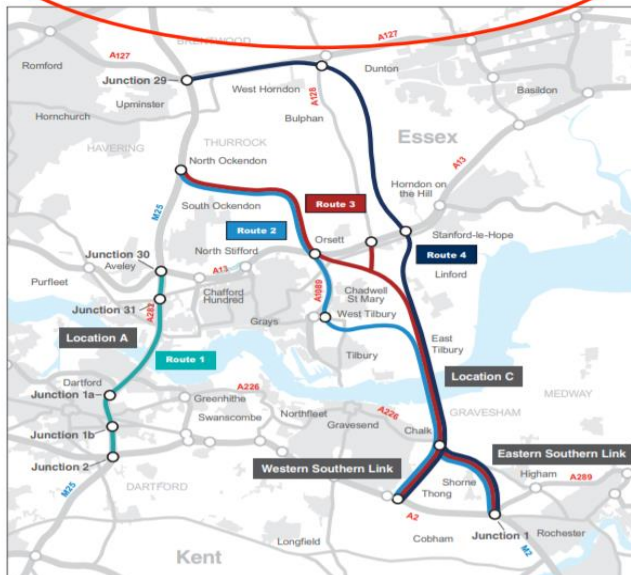 BRENTWOOD
A127
A127
Romford
Junction 29
Dunton
West Horndon
Upminster
A128
Basildon
Hornchurch
Bulphan
Essex
HAVERING
THURROCK
A13
North Ockendon
Horndon on
the Hill
M25
South Ockendon
Route 3
Route 2
Orsett
Stanford-le-Hope
Junction 30
North Stifford
Route 4
Aveley
A13
Linford
Purfleet
Chafford
Hundred
A1089
Chadwell
St Mary
Junction 31
A282
Grays
West Tilbury
Location A
East
Tilbury
Route 1
Tilbury
Dartford
Location C
Junction 1a
A226
MEDWAY
Greenhithe
Northfleet
A226
GRAVESHAM
Swanscombe
Gravesend
Chalk
Junction 1b
Eastern Southern Link
Western Southern Link
Higham
Junction 2
Shorne
A289
M25
DARTFORD
Thong
A2
Junction 1
Longfield
Cobham
Rochester
Kent
M2